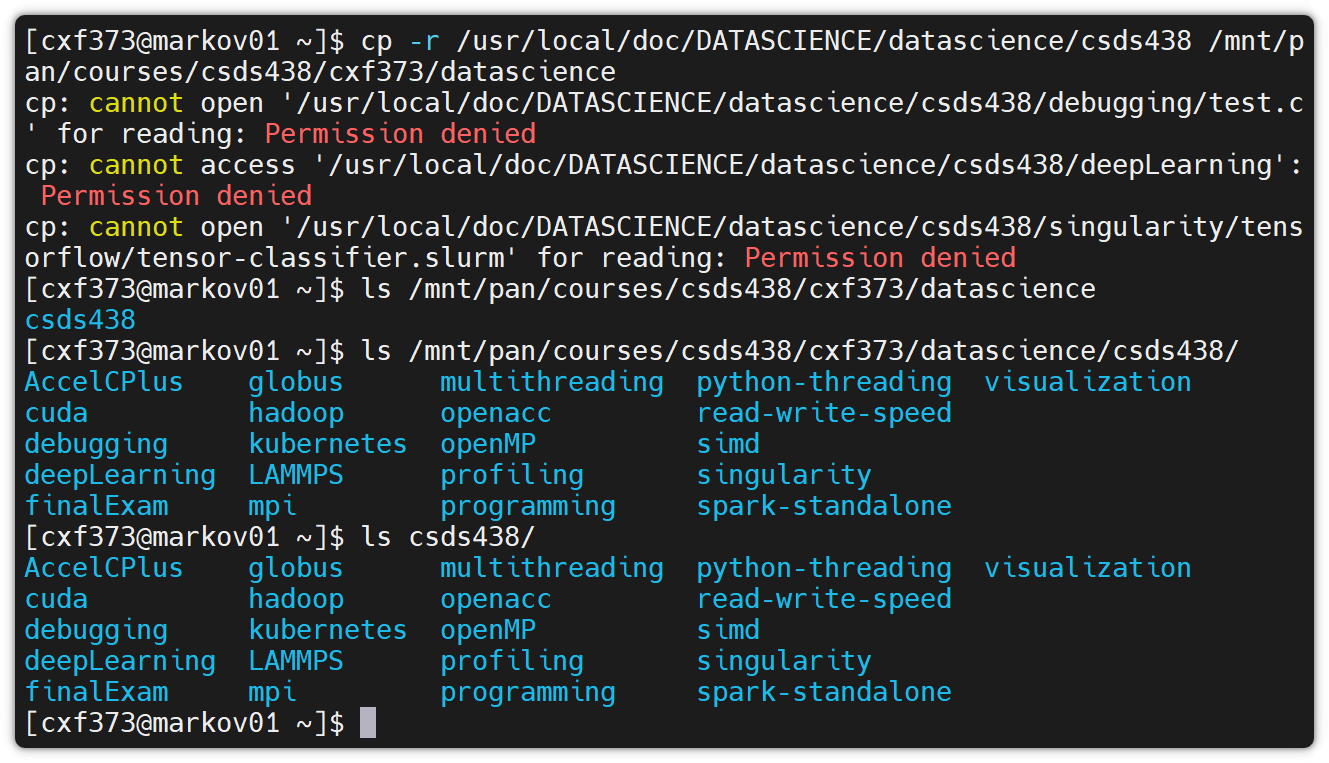 [cxf373@markov01 ~]$ cp -r /usr/local/doc/DATASCIENCE/datascience/csds438 /mnt/p
an/courses/csds438/cxf373/datascience
cp: cannot open '/usr/local/doc/DATASCIENCE/datascience/csds438/debugging/test.c
' for reading: Permission denied
cp: cannot access '/usr/local/doc/DATASCIENCE/datascience/csds438/deepLearning':
 Permission denied
cp: cannot open '/usr/local/doc/DATASCIENCE/datascience/csds438/singularity/tens
orflow/tensor-classifier.slurm' for reading: Permission denied
[cxf373@markov01 ~]$ ls /mnt/pan/courses/csds438/cxf373/datascience
csds438
[cxf373@markov01 ~]$ ls /mnt/pan/courses/csds438/cxf373/datascience/csds438/
AccelCPlus    globus      multithreading  python-threading  visualization
cuda          hadoop      openacc         read-write-speed
debugging     kubernetes  openMP          simd
deepLearning  LAMMPS      profiling       singularity
finalExam     mpi         programming     spark-standalone
[cxf373@markov01 ~]$ ls csds438/
AccelCPlus    globus      multithreading  python-threading  visualization
cuda          hadoop      openacc         read-write-speed
debugging     kubernetes  openMP          simd
deepLearning  LAMMPS      profiling       singularity
finalExam     mpi         programming     spark-standalone
[cxf373@markov01 ~]$